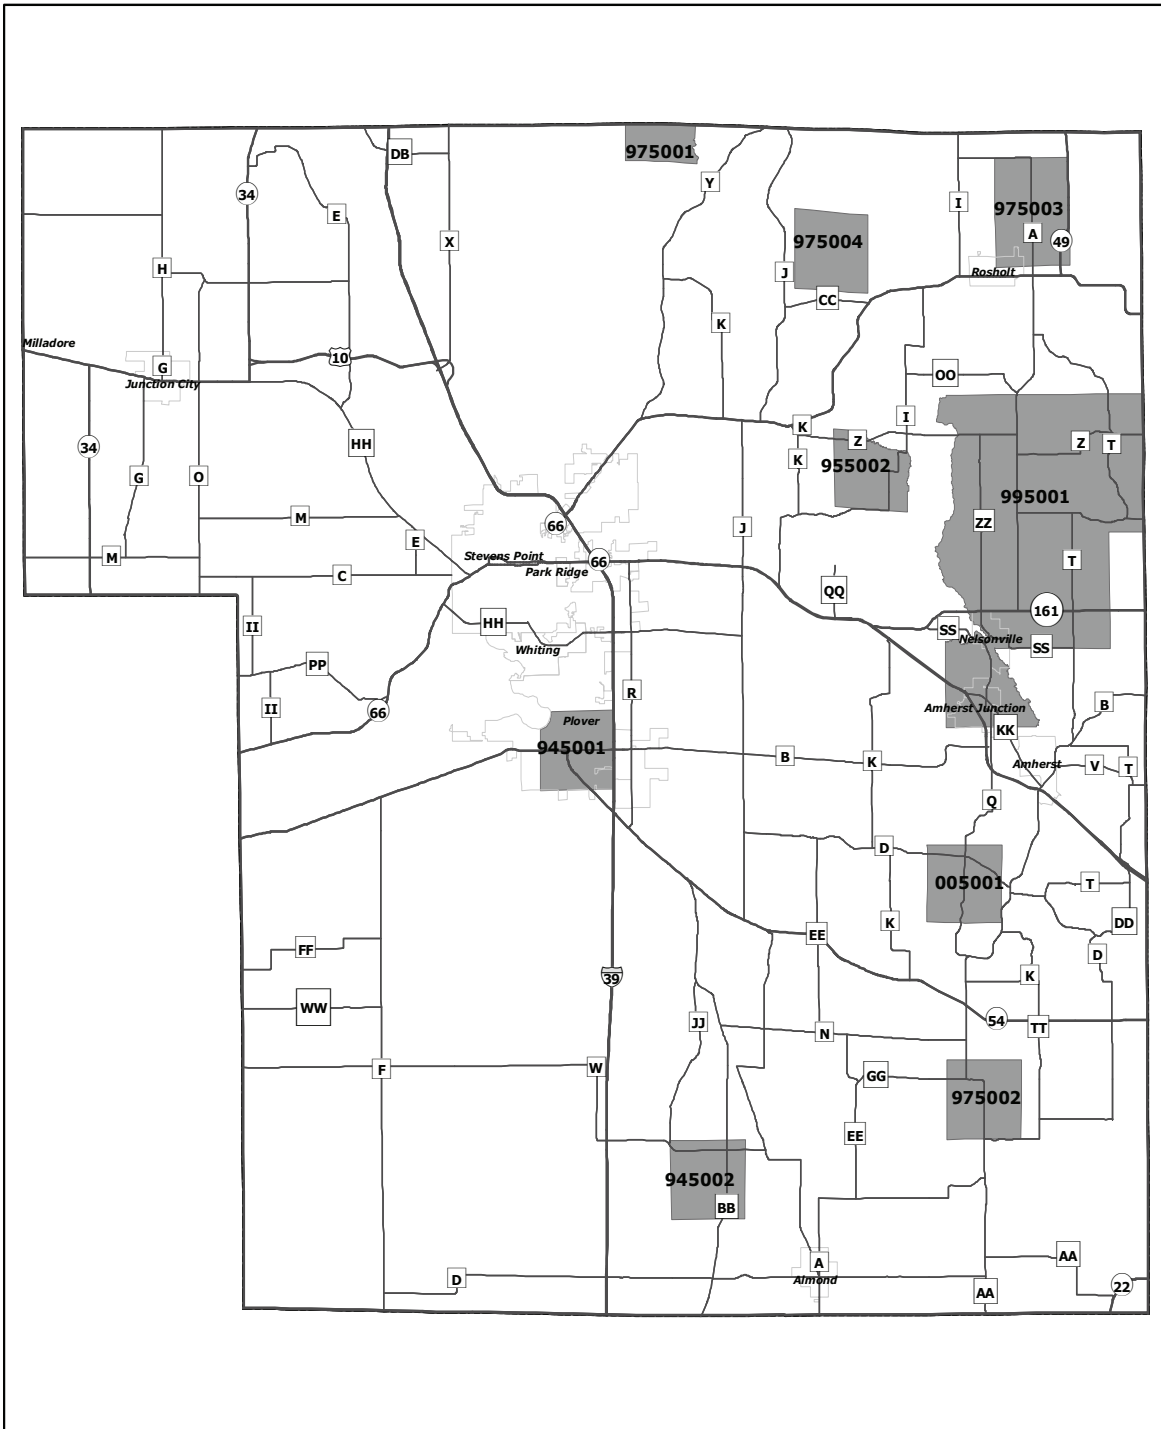 975001
DB
Y
34
I
975003
E
A
X
975004
49
H
J
Rosholt
CC
K
Milladore
10
G
Junction City
OO
I
K
Z
HH
Z
T
34
K
955002
G
O
995001
M
ZZ
66
J
E
Stevens Point
M
66
T
Park Ridge
C
QQ
161
HH
II
SS
Nelsonville
SS
Whiting
PP
R
B
II
66
Amherst Junction
Plover
KK
945001
B
K
Amherst
V
T
Q
D
005001
T
K
DD
EE
FF
D
39
K
WW
54
JJ
TT
N
W
F
GG
975002
EE
945002
BB
AA
A
D
Almond
22
AA